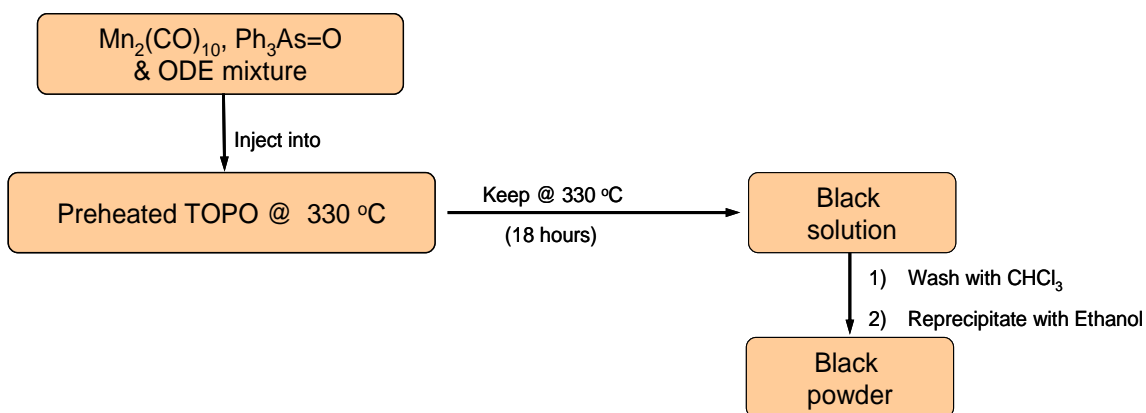 Mn₂(CO)₁₀, Ph₃As=O
& ODE mixture
Inject into
Preheated TOPO @ 330 ºC
Keep @ 330 ºC
(18 hours)
Black
solution
1) Wash with CHCl₃
2) Reprecipitate with Ethanol
Black
powder